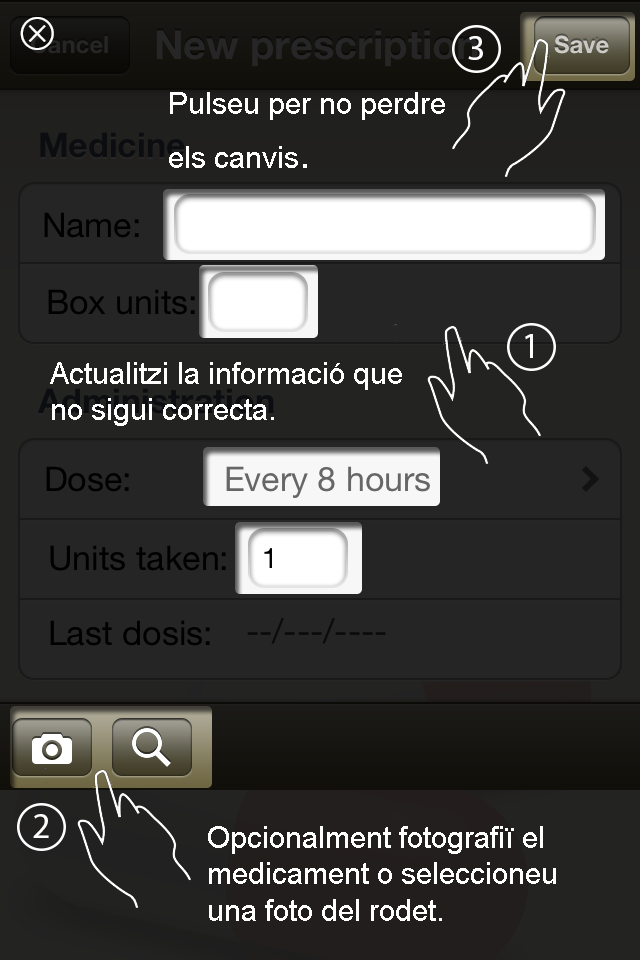 Cancel
New prescription
3
Save
Pulseu per no perdre
els canvis.
Medicine
Name:
Box units:
1
Actualitzi la informació que
no sigui correcta.
Administration
Dose: Every 8 hours
Units taken: 1
Last dosis: --/---/----
2
Opcionalment fotografiï el
medicament o seleccioneu
una foto del rodet.